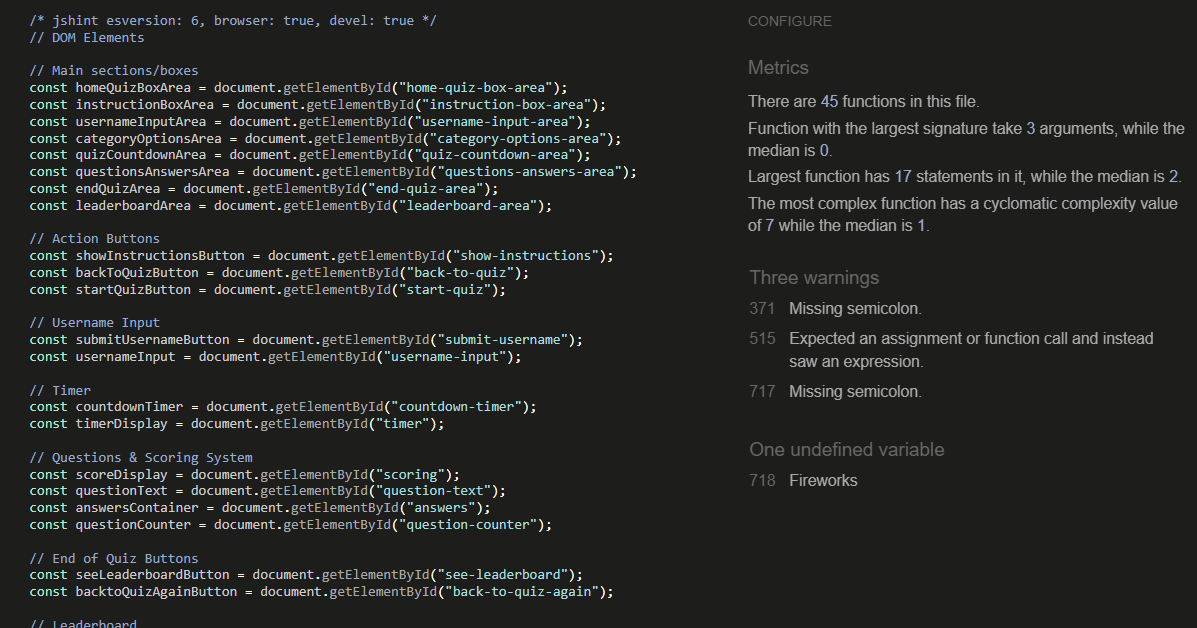 /* jshint esversion: 6, browser: true, devel: true */
// DOM Elements
// Main sections/boxes
const homeQuizBoxArea = document.getElementById("home-quiz-box-area");
const instructionBoxArea = document.getElementById("instruction-box-area");
const usernameInputArea = document.getElementById("username-input-area");
const categoryOptionsArea = document.getElementById("category-options-area");
const quizCountdownArea = document.getElementById("quiz-countdown-area");
const questionsAnswersArea = document.getElementById("questions-answers-area");
const endQuizArea = document.getElementById("end-quiz-area");
const leaderboardArea = document.getElementById("leaderboard-area");
// Action Buttons
const showInstructionsButton = document.getElementById("show-instructions");
const backToQuizButton = document.getElementById("back-to-quiz");
const startQuizButton = document.getElementById("start-quiz");
// Username Input
const submitUsernameButton = document.getElementById("submit-username");
const usernameInput = document.getElementById("username-input");
// Timer
const countdownTimer = document.getElementById("countdown-timer");
const timerDisplay = document.getElementById("timer");
// Questions & Scoring System
const scoreDisplay = document.getElementById("scoring");
const questionText = document.getElementById("question-text");
const answersContainer = document.getElementById("answers");
const questionCounter = document.getElementById("question-counter");
// End of Quiz Buttons
const seeLeaderboardButton = document.getElementById("see-leaderboard");
const backtoQuizAgainButton = document.getElementById("back-to-quiz-again");
// Leaderboard
CONFIGURE
Metrics
There are 45 functions in this file.
Function with the largest signature take 3 arguments, while the
median is 0.
Largest function has 17 statements in it, while the median is 2.
The most complex function has a cyclomatic complexity value
of 7 while the median is 1.
Three warnings
371 Missing semicolon.
515 Expected an assignment or function call and instead
saw an expression.
717 Missing semicolon.
One undefined variable
718 Fireworks